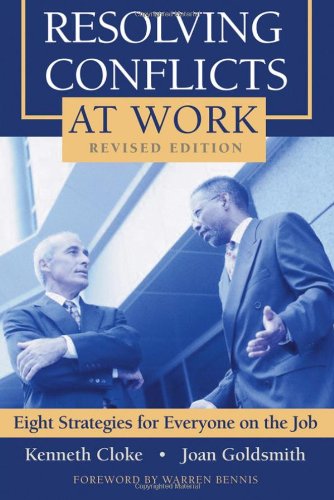 RESOLVING
CONFLICTS
AT WORK
REVISED EDITION
Eight Strategies for Everyone on the Job
Kenneth Cloke • Joan Goldsmith
FOREWORD BY WARREN BENNIS